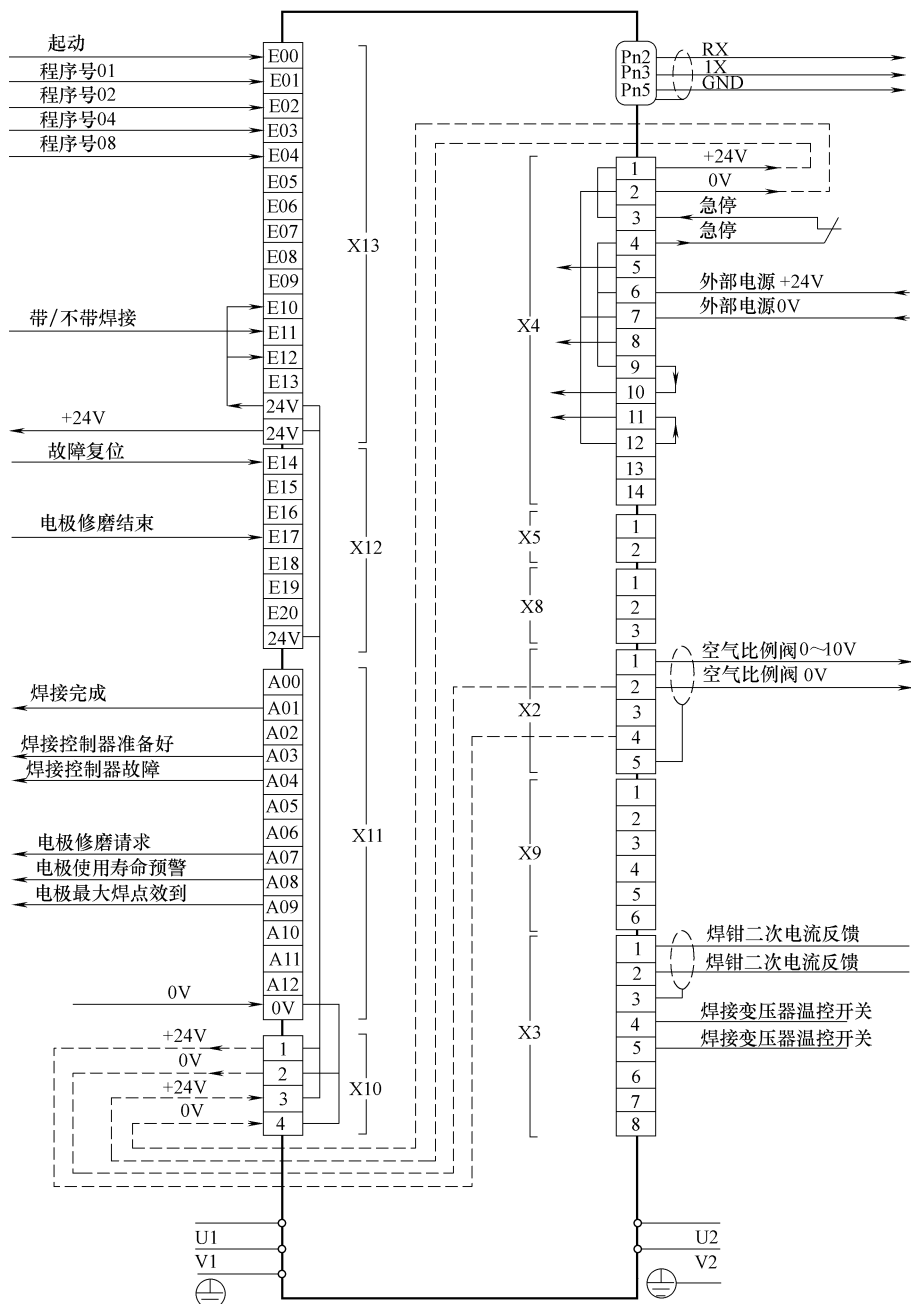 起动
程序号01
程序号02
程序号04
程序号08
带/不带焊接
+24V
故障复位
电极修磨结束
焊接完成
焊接控制器准备好
焊接控制器故障
电极修磨请求
电极使用寿命预警
电极最大焊点效到
0V
+24V
0V
+24V
0V
E00
E01
E02
E03
E04
E05
E06
E07
E08
E09
E10
E11
E12
E13
24V
24V
X13
E14
E15
E16
E17
E18
E19
E20
24V
X12
A00
A01
A02
A03
A04
A05
A06
A07
A08
A09
A10
A11
A12
0V
X11
1
2
3
4
X10
U1
V1
Pn2
Pn3
Pn5
RX
1X
GND
X4
1
2
3
4
5
6
7
8
9
10
11
12
13
14
+24V
0V
急停
急停
外部电源 +24V
外部电源0V
X5
1
2
X8
1
2
3
X2
1
2
3
4
5
空气比例阀0～10V
空气比例阀 0V
X9
1
2
3
4
5
6
X3
1
2
3
4
5
6
7
8
焊钳二次电流反馈
焊钳二次电流反馈
焊接变压器温控开关
焊接变压器温控开关
U2
V2